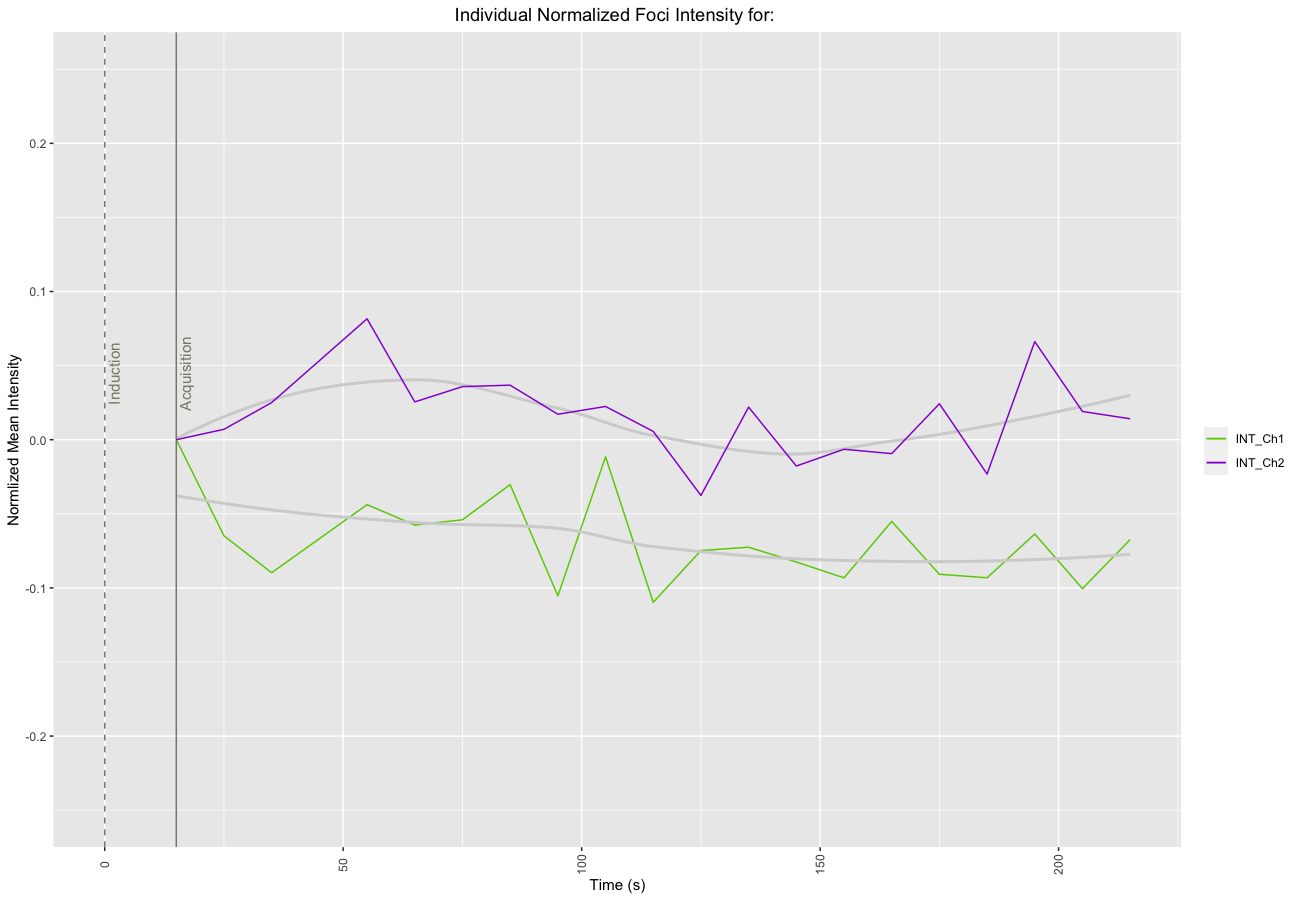 Individual Normalized Foci Intensity for:
Normlized Mean Intensity
0.2
0.1
0.0
-0.1
-0.2
Induction
Acquisition
0
50
100
150
200
Time (s)
INT_Ch1
INT_Ch2